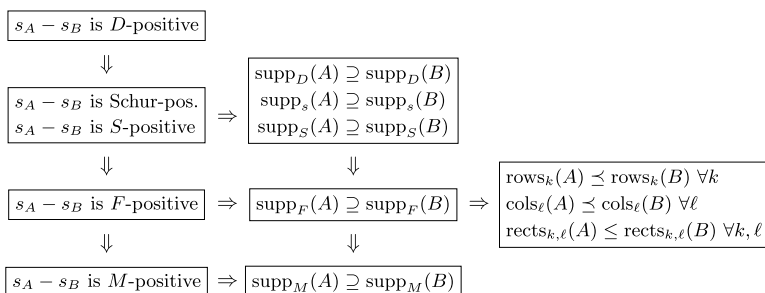 s_A − s_B is D-positive
⇓
s_A − s_B is Schur-pos.
s_A − s_B is S-positive
⇒
supp_D(A) ⊇ supp_D(B)
supp_s(A) ⊇ supp_s(B)
supp_S(A) ⊇ supp_S(B)
⇓ ⇓
s_A − s_B is F-positive ⇒ supp_F(A) ⊇ supp_F(B) ⇒
rows_k(A) ≼ rows_k(B) ∀k
cols_ℓ(A) ≼ cols_ℓ(B) ∀ℓ
rects_{k,ℓ}(A) ≤ rects_{k,ℓ}(B) ∀k, ℓ
⇓ ⇓
s_A − s_B is M-positive ⇒ supp_M(A) ⊇ supp_M(B)